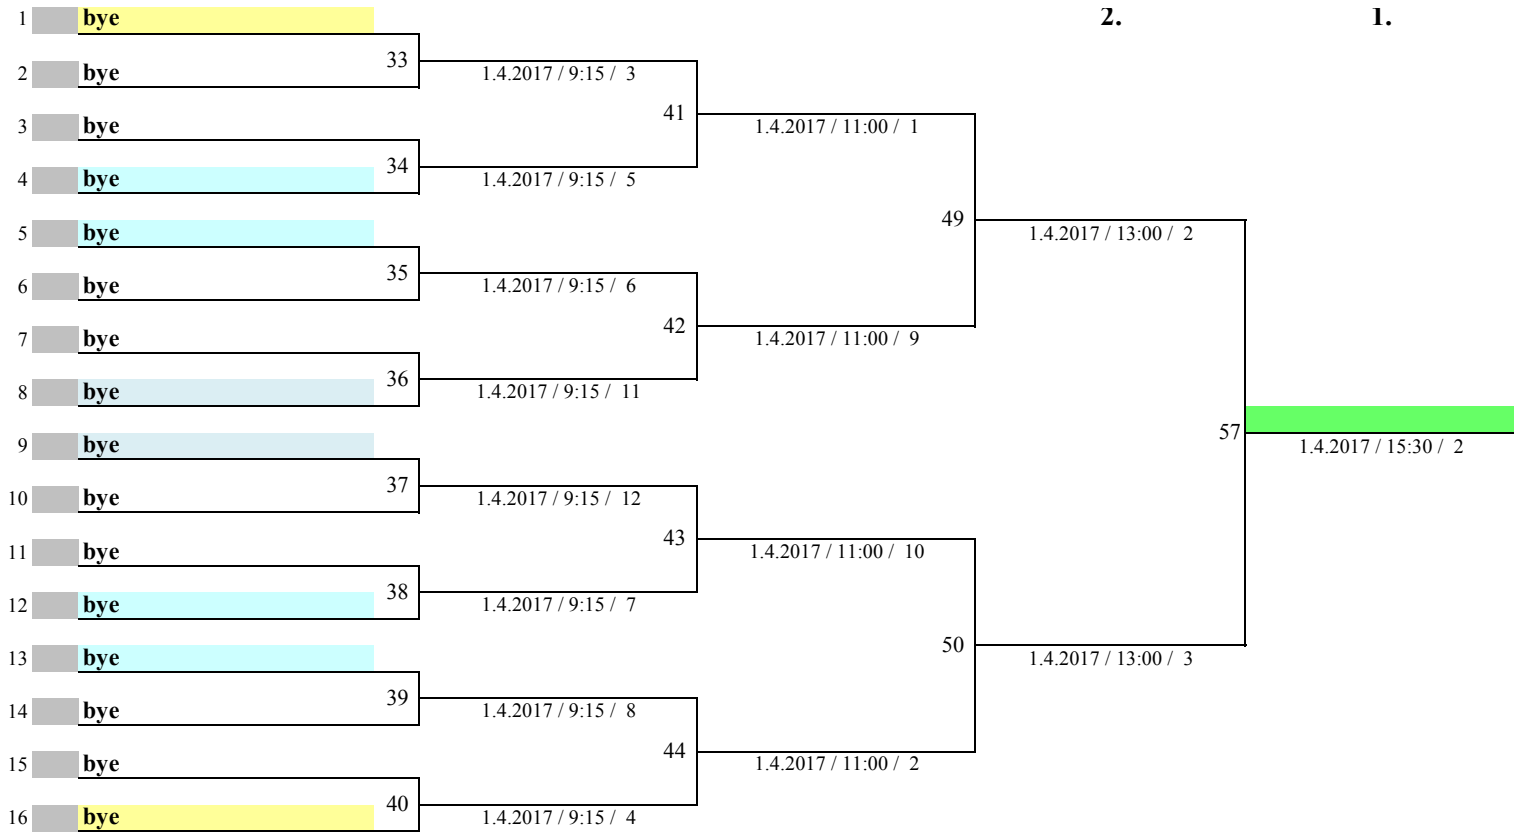 1 bye 2. 1.
33
2 bye 1.4.2017 / 9:15 / 3
41
3 bye 1.4.2017 / 11:00 / 1
34
4 bye 1.4.2017 / 9:15 / 5
49
5 bye 1.4.2017 / 13:00 / 2
35
6 bye 1.4.2017 / 9:15 / 6
42
7 bye 1.4.2017 / 11:00 / 9
36
8 bye 1.4.2017 / 9:15 / 11
57
9 bye 1.4.2017 / 15:30 / 2
37
10 bye 1.4.2017 / 9:15 / 12
43
11 bye 1.4.2017 / 11:00 / 10
38
12 bye 1.4.2017 / 9:15 / 7
50
13 bye 1.4.2017 / 13:00 / 3
39
14 bye 1.4.2017 / 9:15 / 8
44
15 bye 1.4.2017 / 11:00 / 2
40
16 bye 1.4.2017 / 9:15 / 4